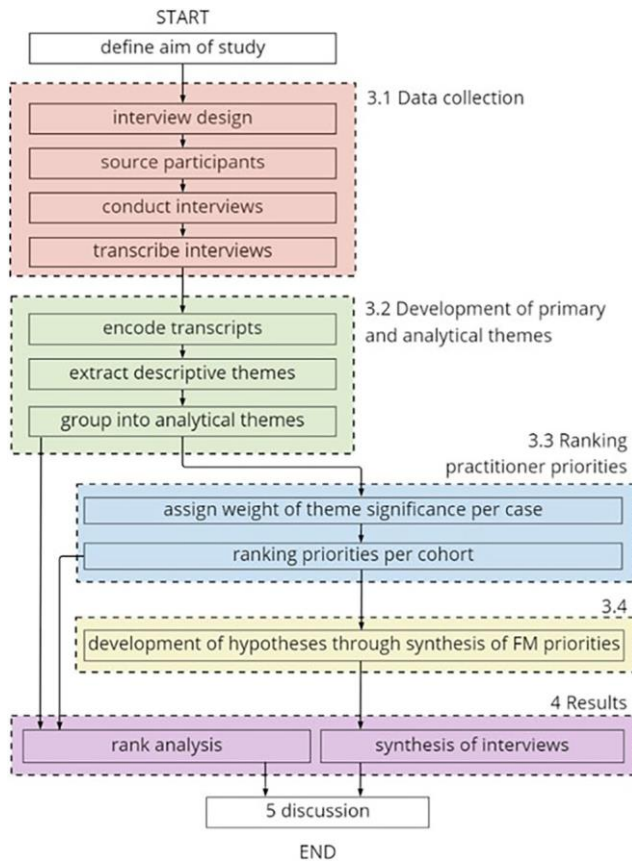 START
define aim of study
3.1 Data collection
interview design
source participants
conduct interviews
transcribe interviews
3.2 Development of primary
and analytical themes
encode transcripts
extract descriptive themes
group into analytical themes
3.3 Ranking
practitioner priorities
assign weight of theme significance per case
ranking priorities per cohort
3.4
development of hypotheses through synthesis of FM priorities
4 Results
rank analysis
synthesis of interviews
5 discussion
END